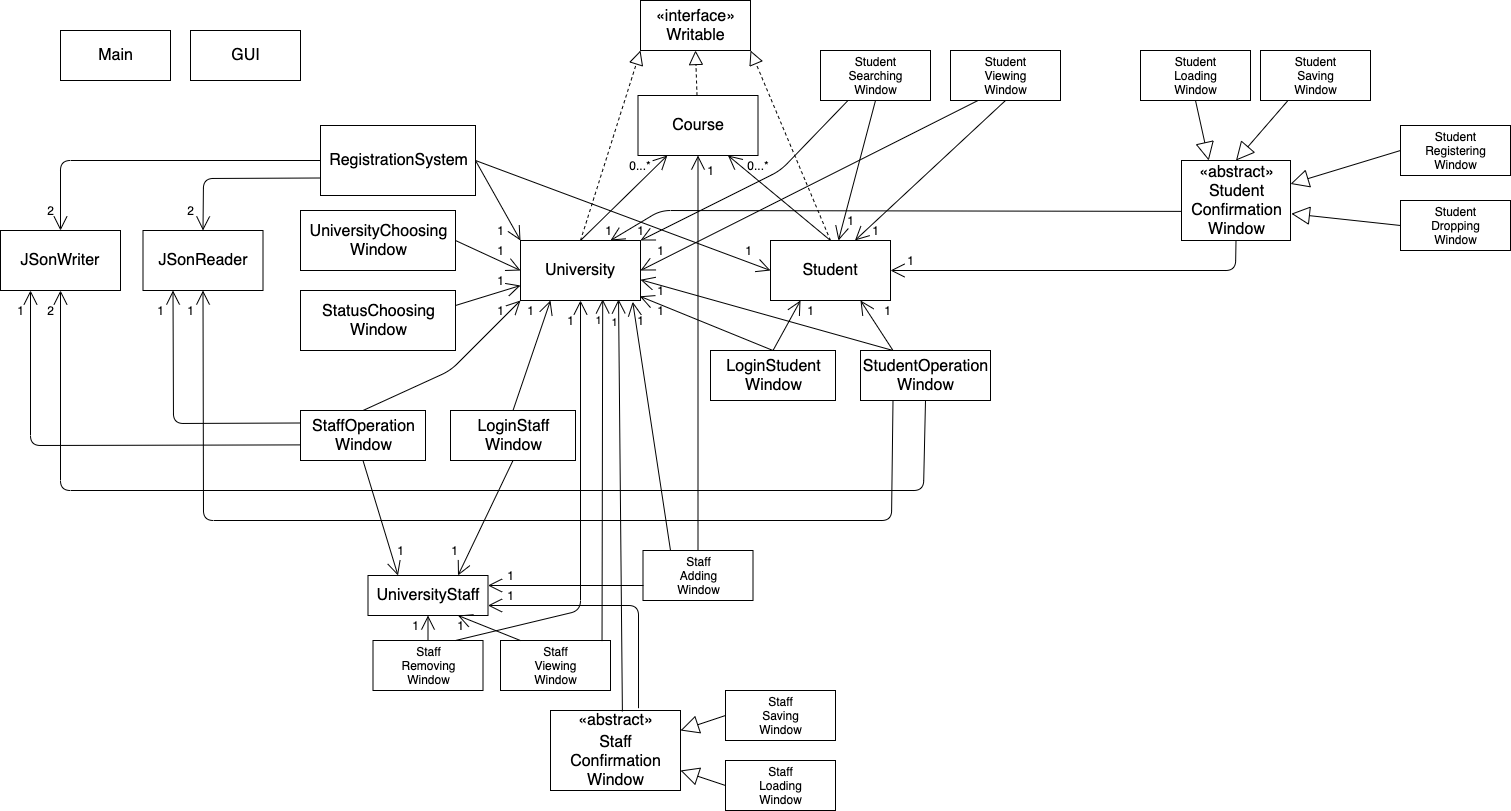 «interface»
Writable
Main
GUI
Student
Searching
Window
Student
Viewing
Window
Student
Loading
Window
Student
Saving
Window
Course
RegistrationSystem
0...*
1
0...*
Student
Registering
Window
«abstract»
Student
Confirmation
Window
Student
Dropping
Window
2
2
UniversityChoosing
Window
1
1
1
1
1
1
1
1
1
JSonWriter
JSonReader
University
Student
StatusChoosing
Window
1
1
1
2
1
1
1
1
1
1
1
1
1
1
1
LoginStudent
Window
StudentOperation
Window
StaffOperation
Window
LoginStaff
Window
1
1
Staff
Adding
Window
1
UniversityStaff
1
1
1
Staff
Removing
Window
Staff
Viewing
Window
«abstract»
Staff
Confirmation
Window
Staff
Saving
Window
Staff
Loading
Window